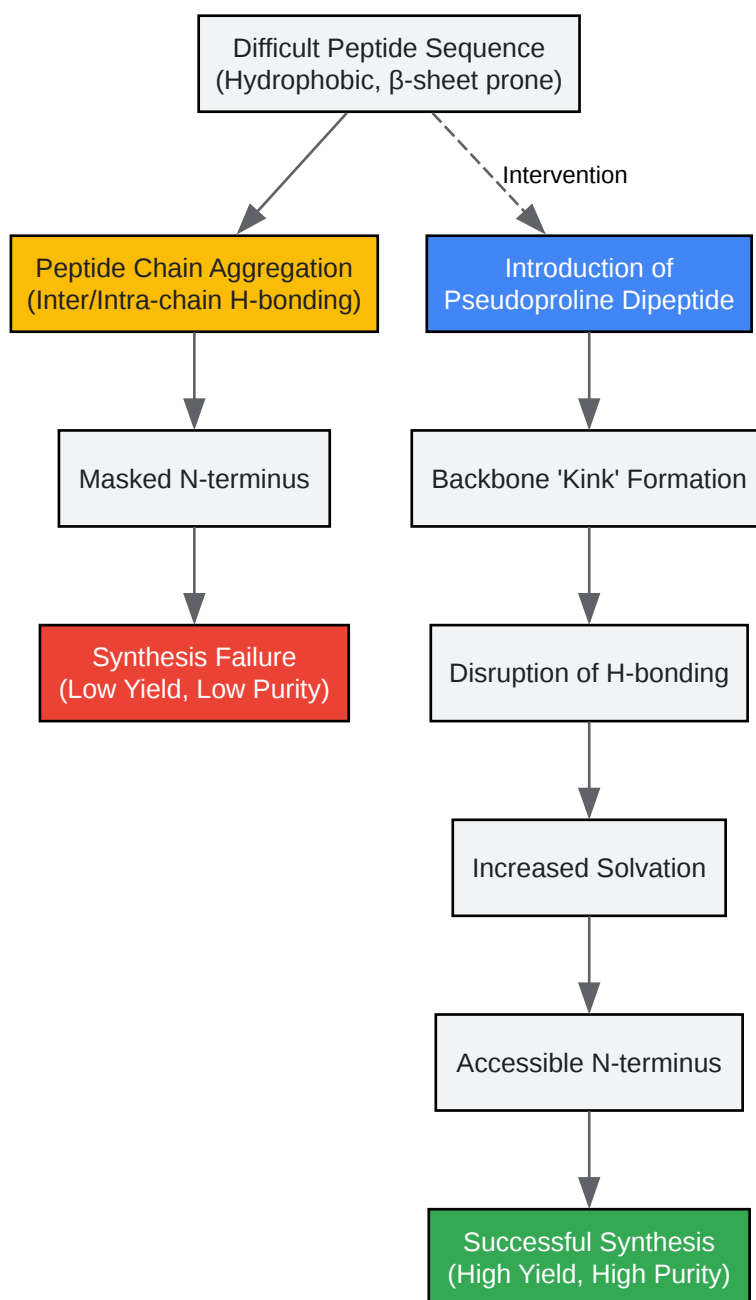 Difficult Peptide Sequence
(Hydrophobic, β-sheet prone)
Intervention
Peptide Chain Aggregation
(Inter/Intra-chain H-bonding)
Introduction of
Pseudoproline Dipeptide
Masked N-terminus
Backbone 'Kink' Formation
Synthesis Failure
(Low Yield, Low Purity)
Disruption of H-bonding
Increased Solvation
Accessible N-terminus
Successful Synthesis
(High Yield, High Purity)